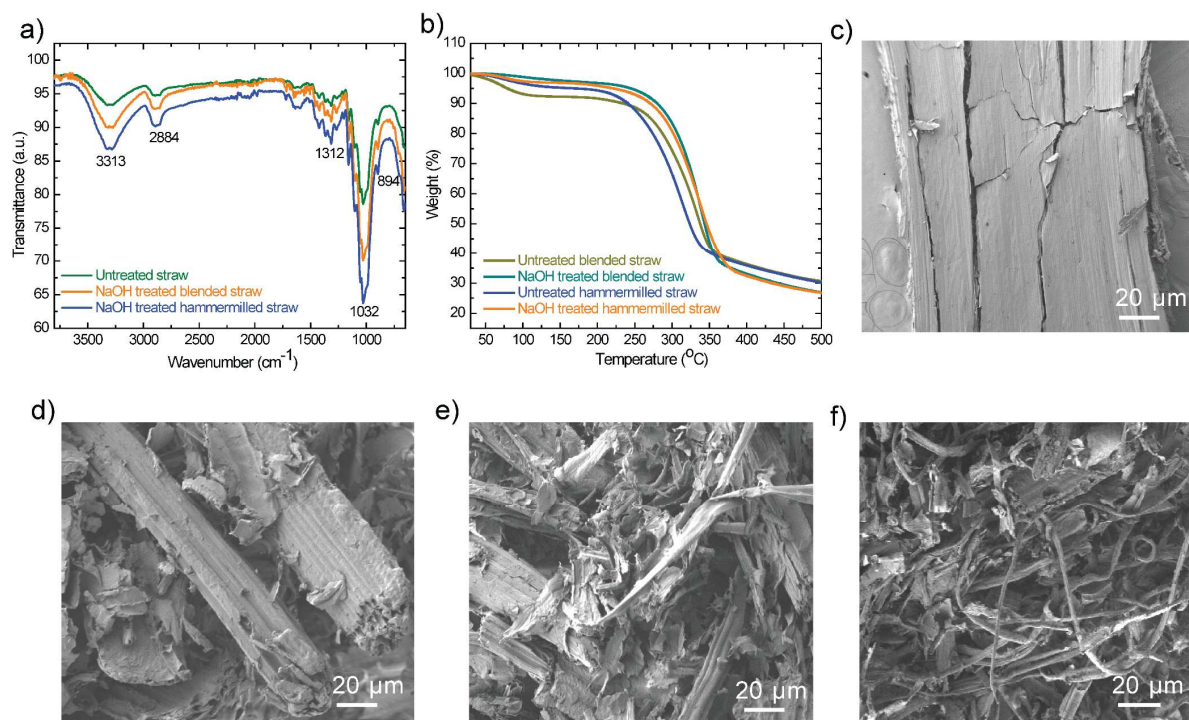 a)
100
95
90
85
80
75
70
65
60
Transmittance (a.u.)
3313
2884
1312
1032
894
Untreated straw
NaOH treated blended straw
NaOH treated hammermilled straw
3500 3000 2500 2000 1500 1000
Wavenumber (cm-1)
b)
110
100
90
80
70
60
50
40
30
20
Weight (%)
Untreated blended straw
NaOH treated blended straw
Untreated hammermilled straw
NaOH treated hammermilled straw
50 100 150 200 250 300 350 400 450 500
Temperature (oC)
c)
20 µm
d)
20 µm
e)
20 µm
f)
20 µm